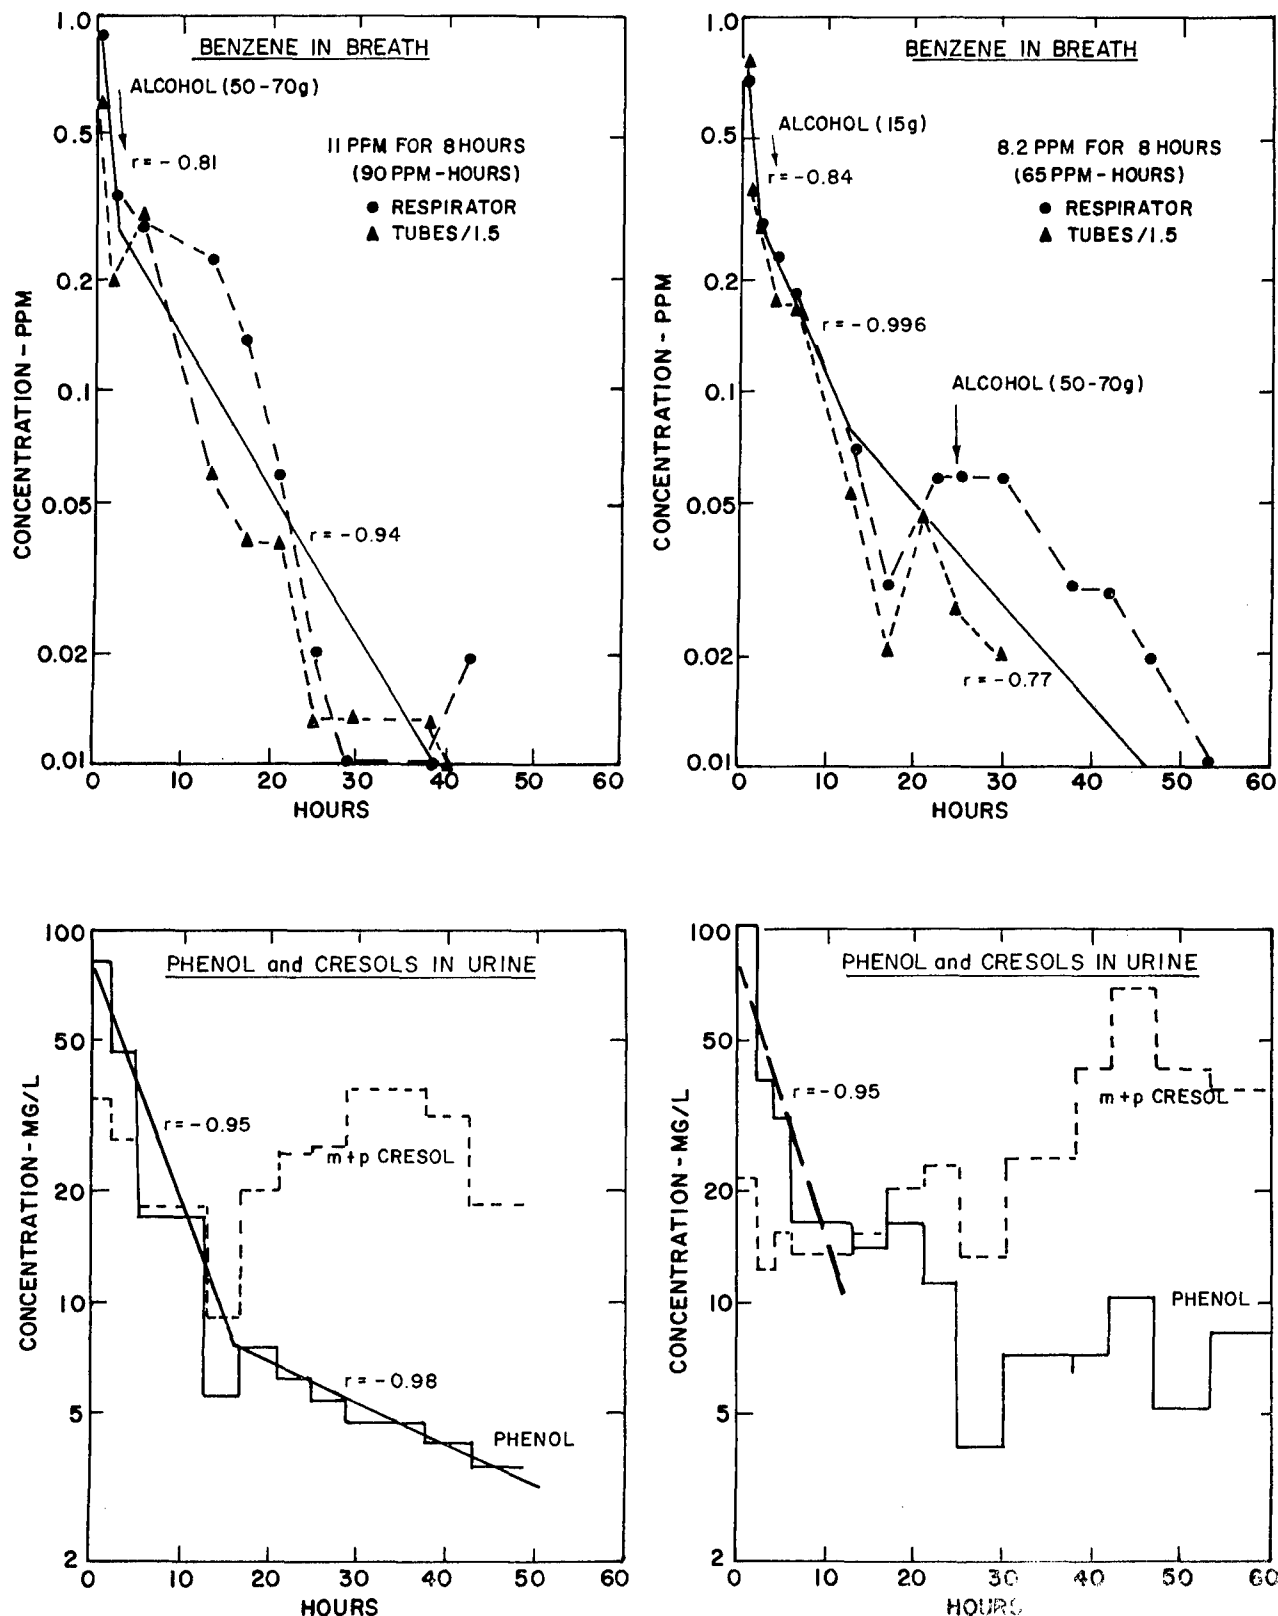 BENZENE IN BREATH
ALCOHOL (50-70g)
r = -0.81
11 PPM FOR 8 HOURS
(90 PPM-HOURS)
● RESPIRATOR
▲ TUBES/1.5
r = -0.94
CONCENTRATION - PPM
1.0
0.5
0.2
0.1
0.05
0.02
0.01
0 10 20 30 40 50 60
HOURS
BENZENE IN BREATH
ALCOHOL (15g)
r = -0.84
8.2 PPM FOR 8 HOURS
(65 PPM-HOURS)
● RESPIRATOR
▲ TUBES/1.5
r = -0.996
ALCOHOL (50-70g)
r = -0.77
CONCENTRATION - PPM
1.0
0.5
0.2
0.1
0.05
0.02
0.01
0 10 20 30 40 50 60
HOURS
PHENOL and CRESOLS IN URINE
r = -0.95
m+p CRESOL
r = -0.98
PHENOL
CONCENTRATION - MG/L
100
50
20
10
5
2
0 10 20 30 40 50 60
HOURS
PHENOL and CRESOLS IN URINE
r = -0.95
m+p CRESOL
PHENOL
CONCENTRATION - MG/L
100
50
20
10
5
2
0 10 20 30 40 50 60
HOURS